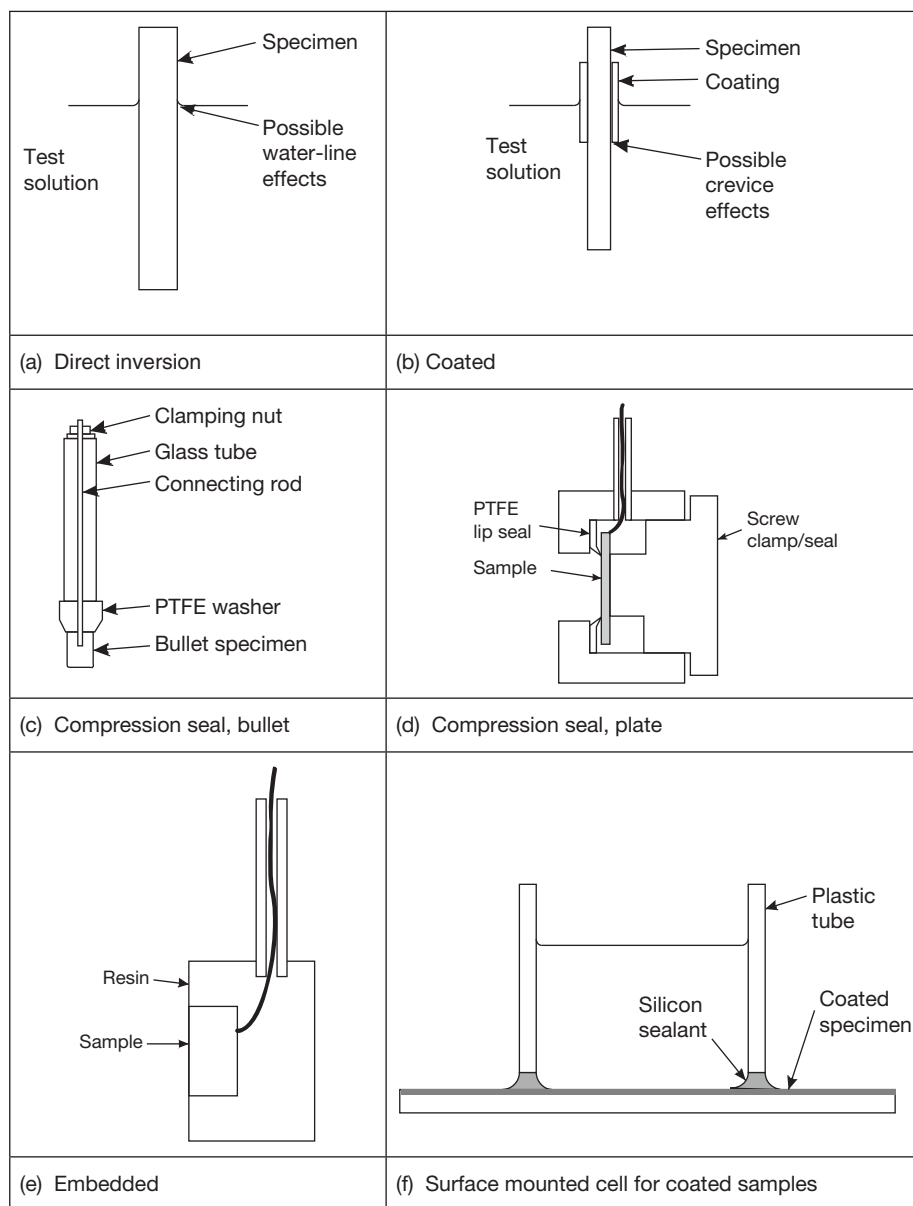 Specimen
Possible
water-line
effects
Test
solution
(a) Direct inversion
Specimen
Coating
Test
solution
Possible
crevice
effects
(b) Coated
Clamping nut
Glass tube
Connecting rod
PTFE washer
Bullet specimen
(c) Compression seal, bullet
PTFE
lip seal
Sample
Screw
clamp/seal
(d) Compression seal, plate
Resin
Sample
(e) Embedded
Plastic
tube
Silicon
sealant
Coated
specimen
(f) Surface mounted cell for coated samples